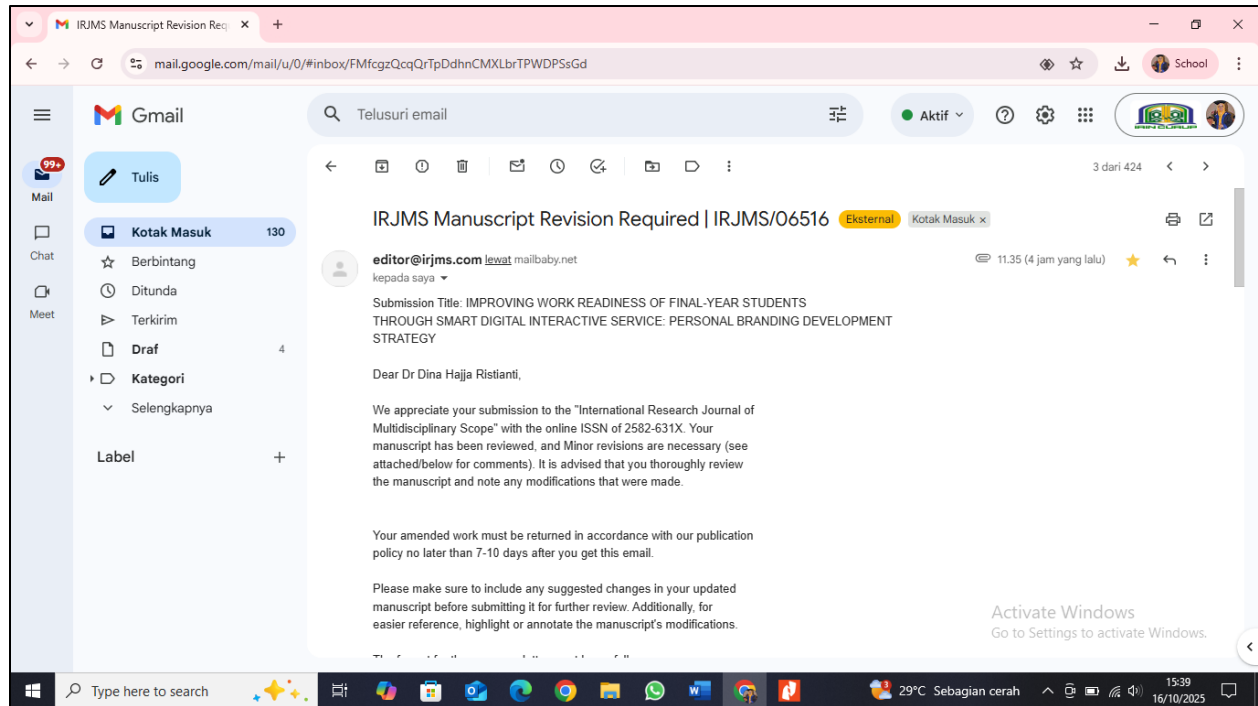 IRJMS Manuscript Revision Req
mail.google.com/mail/u/0/#inbox/FMfcgzQcqQrTpDdhnCMXLbrTPWDPSsGd
School
Gmail
Telusuri email
Aktif
IAIN CURUP
99+
Mail
Chat
Meet
Tulis
Kotak Masuk 130
Berbintang
Ditunda
Terkirim
Draf 4
Kategori
Selengkapnya
Label
3 dari 424
IRJMS Manuscript Revision Required | IRJMS/06516 Eksternal Kotak Masuk ×
editor@irjms.com lewat mailbaby.net
11.35 (4 jam yang lalu)
kepada saya
Submission Title: IMPROVING WORK READINESS OF FINAL-YEAR STUDENTS
THROUGH SMART DIGITAL INTERACTIVE SERVICE: PERSONAL BRANDING DEVELOPMENT
STRATEGY
Dear Dr Dina Hajja Ristianti,
We appreciate your submission to the "International Research Journal of
Multidisciplinary Scope" with the online ISSN of 2582-631X. Your
manuscript has been reviewed, and Minor revisions are necessary (see
attached/below for comments). It is advised that you thoroughly review
the manuscript and note any modifications that were made.
Your amended work must be returned in accordance with our publication
policy no later than 7-10 days after you get this email.
Please make sure to include any suggested changes in your updated
manuscript before submitting it for further review. Additionally, for
easier reference, highlight or annotate the manuscript's modifications.
Activate Windows
Go to Settings to activate Windows.
Type here to search
29°C Sebagian cerah
15:39
16/10/2025